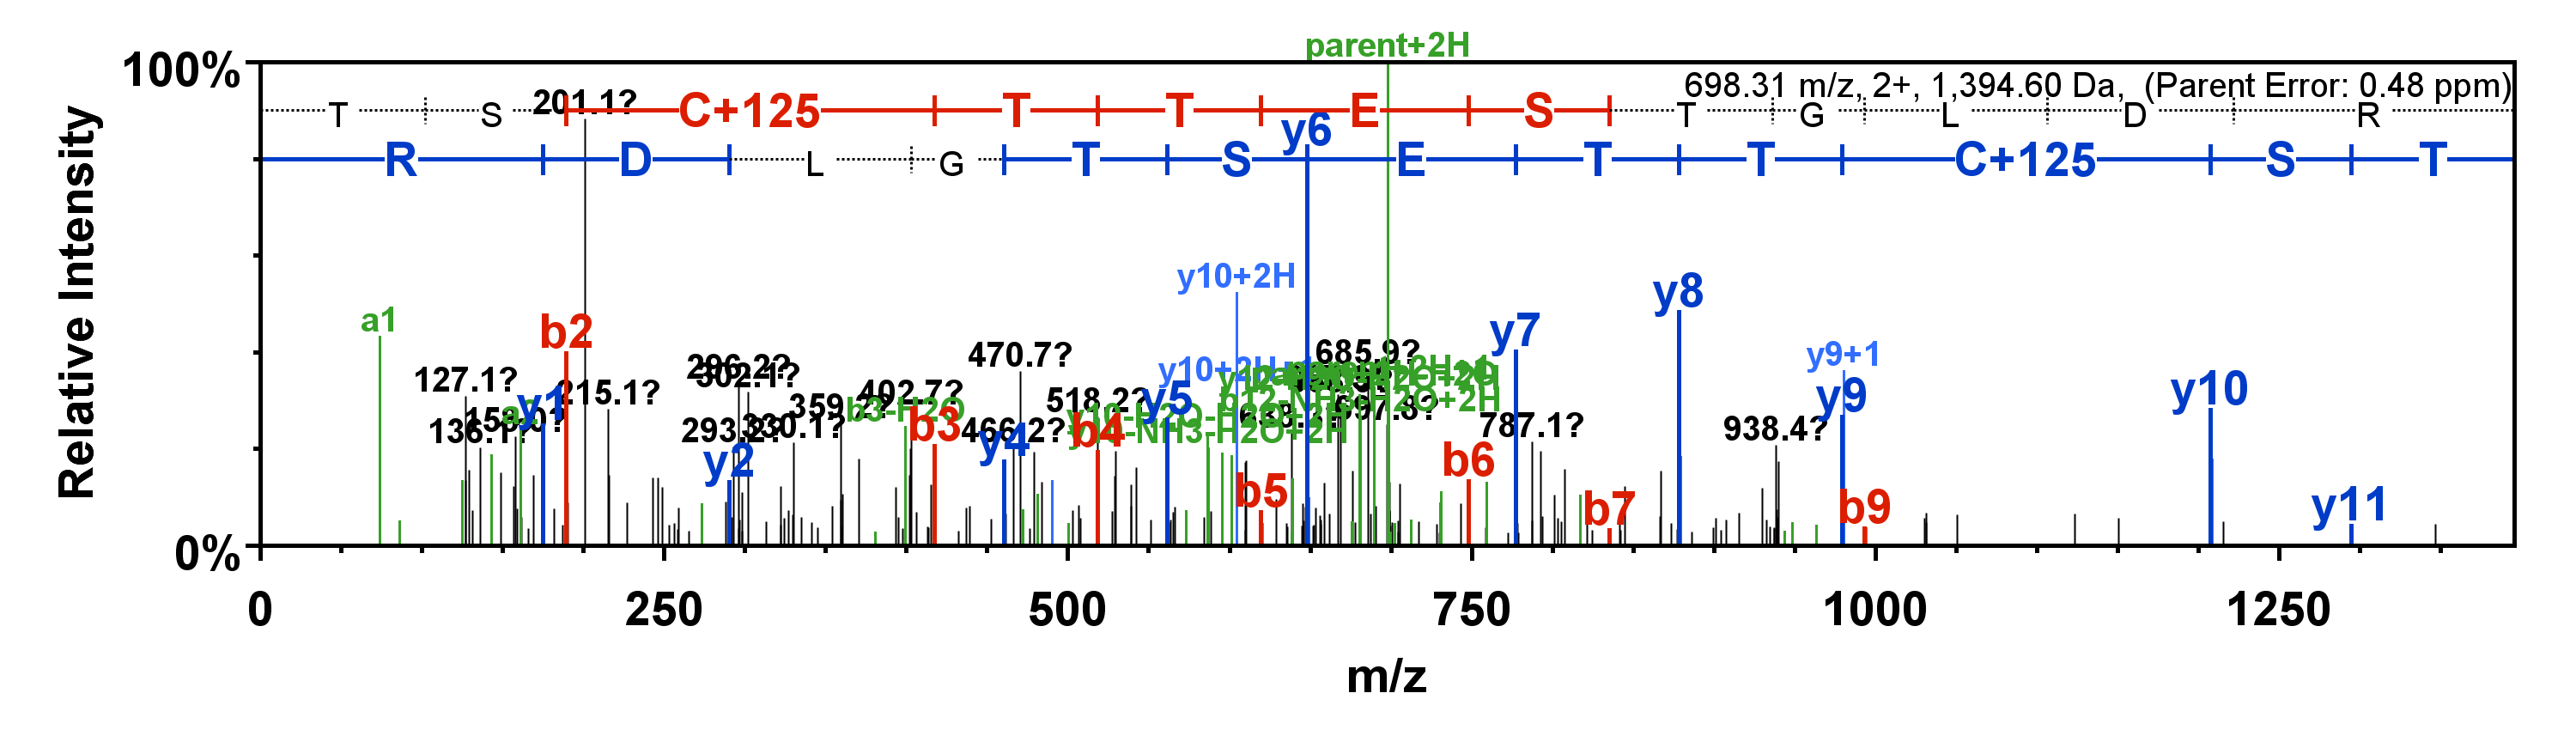 parent+2H
100%
698.31 m/z, 2+, 1,394.60 Da, (Parent Error: 0.48 ppm)
201.1?
T S C+125 T T E S T G L D R
y6
R D L G T S E T T C+125 S T
Relative Intensity
y10+2H
y8
a1
b2
y7
470.7?
685.9?
y9+1
296.2?
302.1?
127.1?
215.1?
402.7?
y10
518.2?
y5
y9
359.2?
b3-H2O
y1
b3
136.1?
293.2?
330.1?
466.2?
y4
b4
787.1?
938.4?
y2
b6
b5
b7
b9
y11
0%
0 250 500 750 1000 1250
m/z